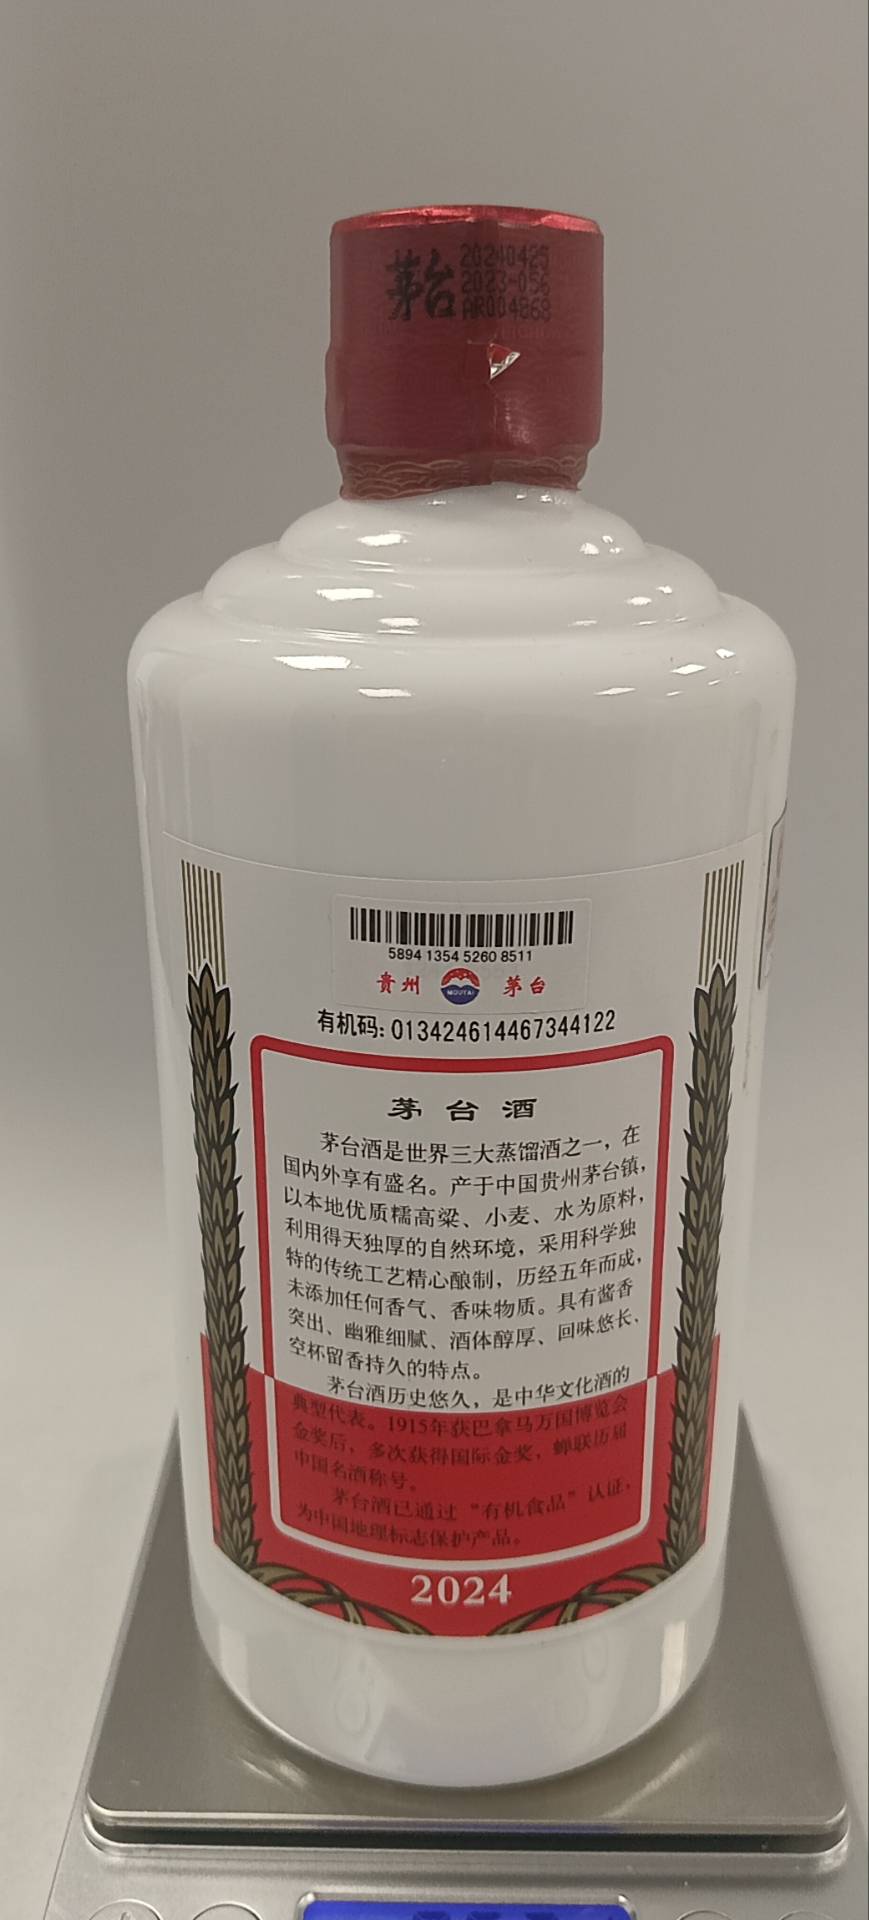 茅台
20240425
2023-056
AR004868
5894 1354 5260 8511
贵州 MOUTAI 茅台
有机码: 013424614467344122
茅台酒
茅台酒是世界三大蒸馏酒之一，在
国内外享有盛名。产于中国贵州茅台镇，
以本地优质糯高粱、小麦、水为原料，
利用得天独厚的自然环境，采用科学独
特的传统工艺精心酿制，历经五年而成，
未添加任何香气、香味物质。具有酱香
突出、幽雅细腻、酒体醇厚、回味悠长、
空杯留香持久的特点。
茅台酒历史悠久，是中华文化酒的
典型代表。1915年获巴拿马万国博览会
金奖后，多次获得国际金奖，蝉联历届
中国名酒称号。
茅台酒已通过“有机食品”认证，
为中国地理标志保护产品。
2024